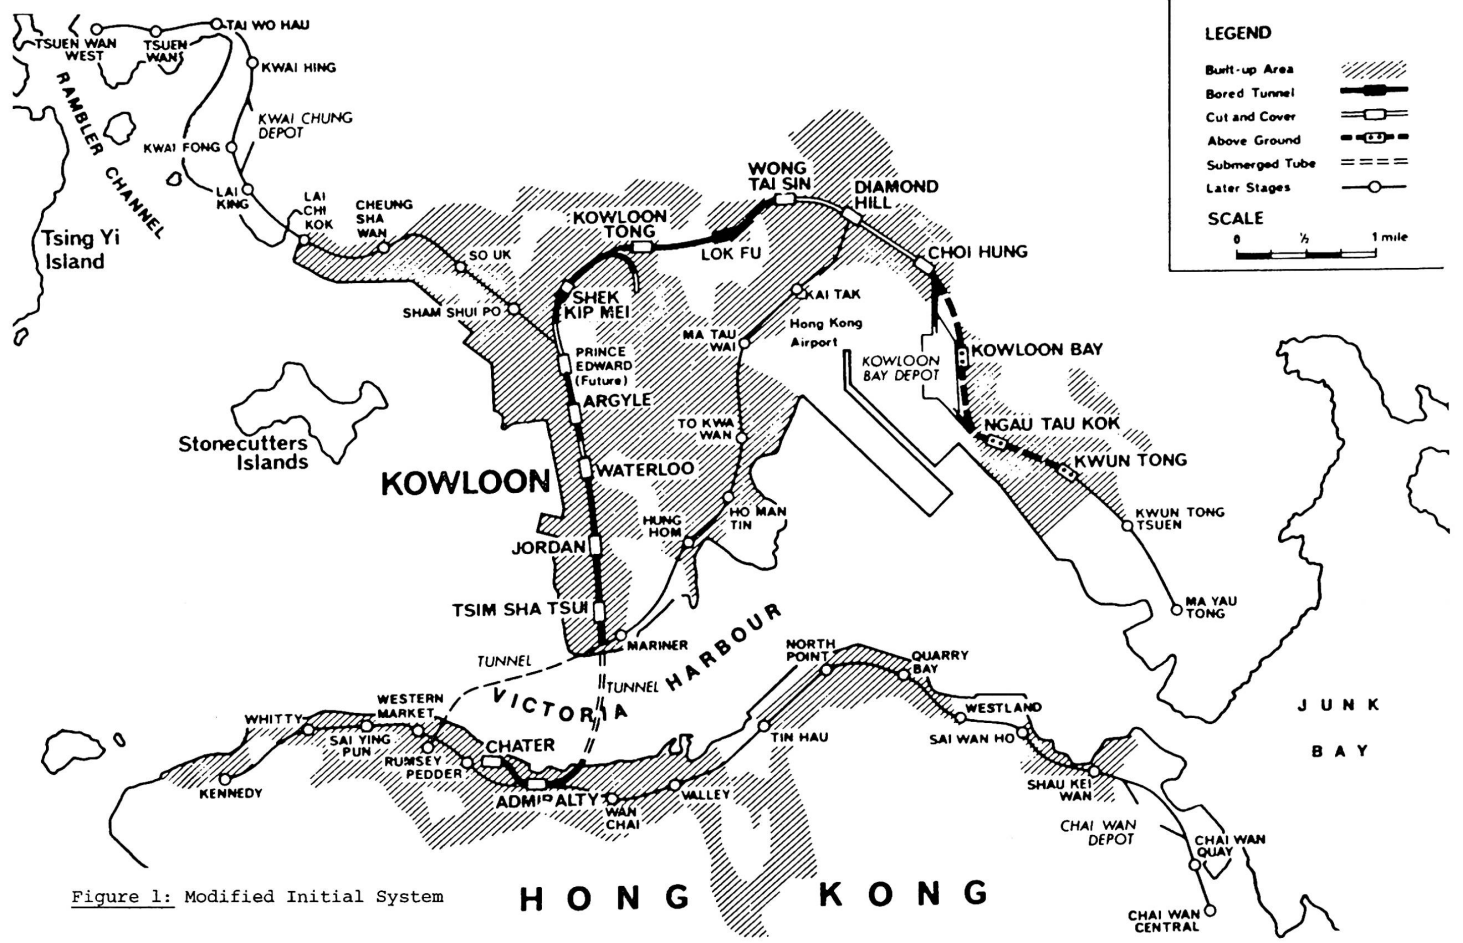 TAI WO HAU
TSUEN WAN
WEST
TSUEN
WAN
KWAI HING
KWAI CHUNG
DEPOT
KWAI FONG
RAMBLER CHANNEL
LAI
KING
LAI
CHI
KOK
CHEUNG
SHA
WAN
Tsing Yi
Island
SO UK
SHAM SHUI PO
KOWLOON
TONG
LOK FU
WONG
TAI SIN
DIAMOND
HILL
CHOI HUNG
SHEK
KIP MEI
KAI TAK
Hong Kong
Airport
MA TAU
WAI
PRINCE
EDWARD
(Future)
ARGYLE
KOWLOON
BAY DEPOT
KOWLOON BAY
NGAU TAU KOK
KWUN TONG
KWUN TONG
TSUEN
MA YAU
TONG
TO KWA
WAN
Stonecutters
Islands
KOWLOON
WATERLOO
HO MAN
TIN
HUNG
HOM
JORDAN
TSIM SHA TSUI
MARINER
TUNNEL
TUNNEL
VICTORIA HARBOUR
NORTH
POINT
QUARRY
BAY
WESTLAND
SAI WAN HO
TIN HAU
SHAU KEI
WAN
CHAI WAN
DEPOT
CHAI WAN
QUAY
CHAI WAN
CENTRAL
JUNK
BAY
WHITTY
SAI YING
PUN
WESTERN
MARKET
RUMSEY
PEDDER
CHATER
ADMIRALTY
WAN
CHAI
VALLEY
KENNEDY
HONG KONG
Figure 1: Modified Initial System
LEGEND
Built-up Area
Bored Tunnel
Cut and Cover
Above Ground
Submerged Tube
Later Stages
SCALE
0 ½ 1 mile